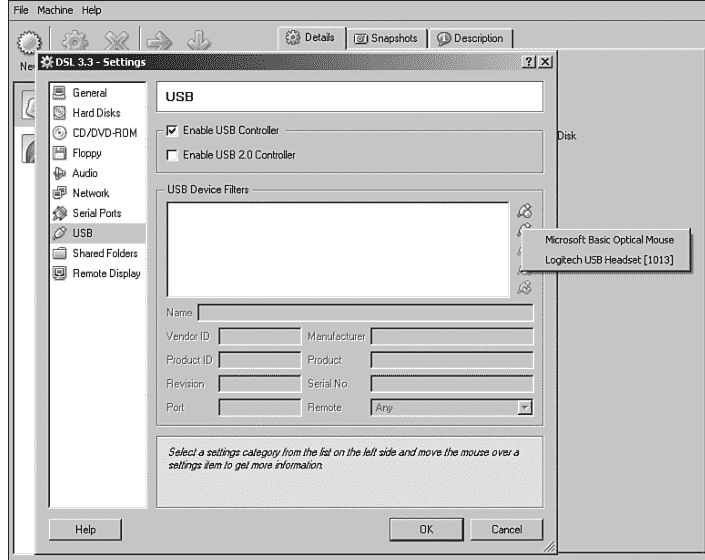 File Machine Help
Details Snapshots Description
Ne
DSL 3.3 - Settings
General
Hard Disks
CD/DVD-ROM
Floppy
Audio
Network
Serial Ports
USB
Shared Folders
Remote Display
USB
Enable USB Controller
Enable USB 2.0 Controller
Disk
USB Device Filters
Microsoft Basic Optical Mouse
Logitech USB Headset [1013]
Name
Vendor ID Manufacturer
Product ID Product
Revision Serial No.
Port Remote Any
Select a settings category from the list on the left side and move the mouse over a
settings item to get more information.
Help OK Cancel